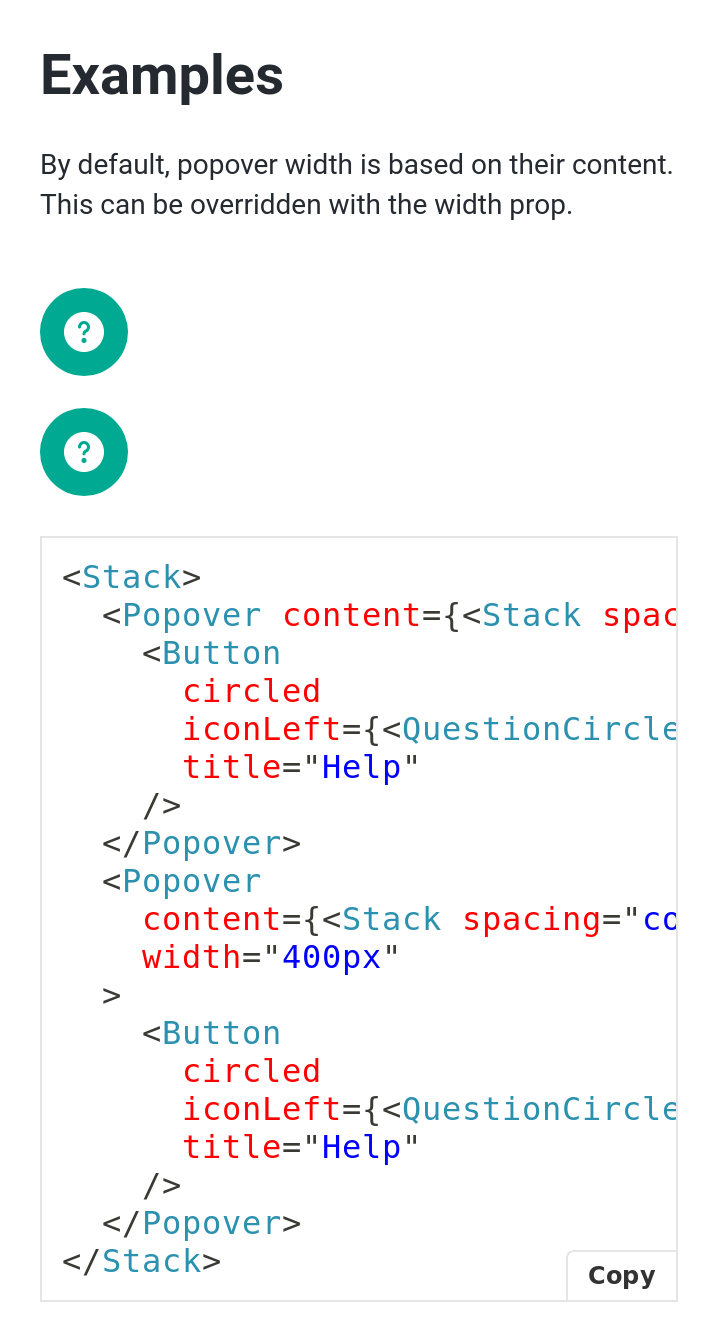 Examples
By default, popover width is based on their content.
This can be overridden with the width prop.
?
?
<Stack>
  <Popover content={<Stack spac
    <Button
      circled
      iconLeft={<QuestionCircle
      title="Help"
    />
  </Popover>
  <Popover
    content={<Stack spacing="co
    width="400px"
  >
    <Button
      circled
      iconLeft={<QuestionCircle
      title="Help"
    />
  </Popover>
</Stack>
Copy